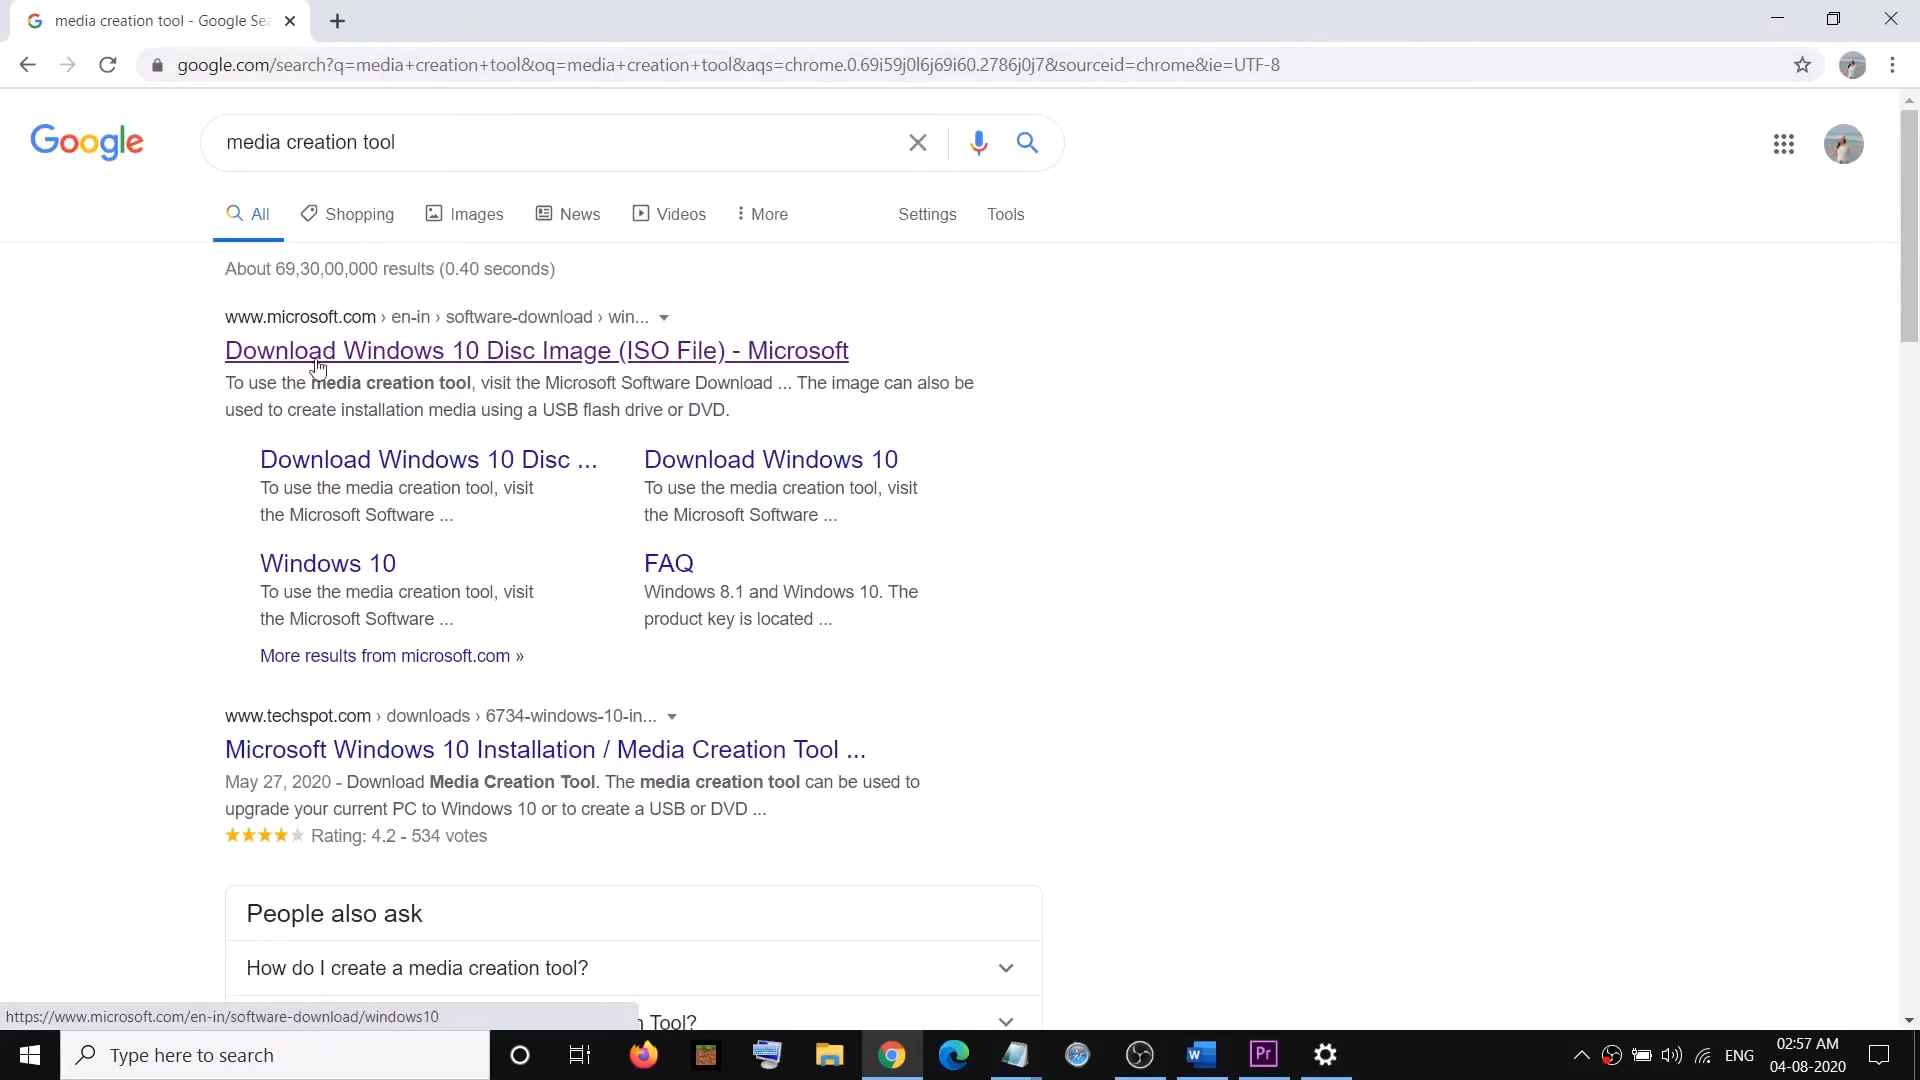 media creation tool - Google Sea
google.com/search?q=media+creation+tool&oq=media+creation+tool&aqs=chrome.0.69i59j0l6j69i60.2786j0j7&sourceid=chrome&ie=UTF-8
Google
media creation tool
All Shopping Images News Videos More Settings Tools
About 69,30,00,000 results (0.40 seconds)
www.microsoft.com › en-in › software-download › win...
Download Windows 10 Disc Image (ISO File) - Microsoft
To use the media creation tool, visit the Microsoft Software Download ... The image can also be
used to create installation media using a USB flash drive or DVD.
Download Windows 10 Disc ...
To use the media creation tool, visit
the Microsoft Software ...
Download Windows 10
To use the media creation tool, visit
the Microsoft Software ...
Windows 10
To use the media creation tool, visit
the Microsoft Software ...
FAQ
Windows 8.1 and Windows 10. The
product key is located ...
More results from microsoft.com »
www.techspot.com › downloads › 6734-windows-10-in...
Microsoft Windows 10 Installation / Media Creation Tool ...
May 27, 2020 - Download Media Creation Tool. The media creation tool can be used to
upgrade your current PC to Windows 10 or to create a USB or DVD ...
Rating: 4.2 - 534 votes
People also ask
How do I create a media creation tool?
Tool?
https://www.microsoft.com/en-in/software-download/windows10
Type here to search
W
Pr
ENG
02:57 AM
04-08-2020